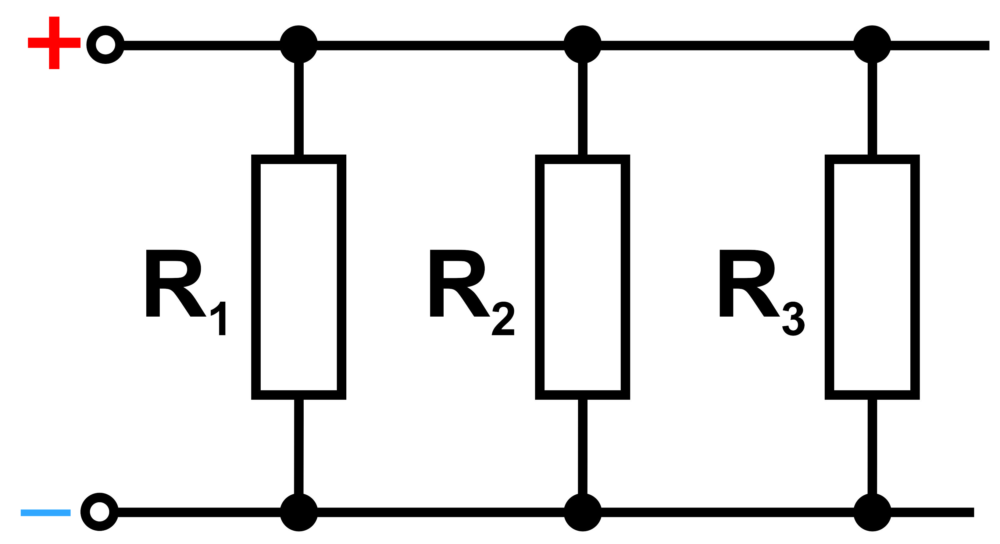 +
R₁ R₂ R₃
–